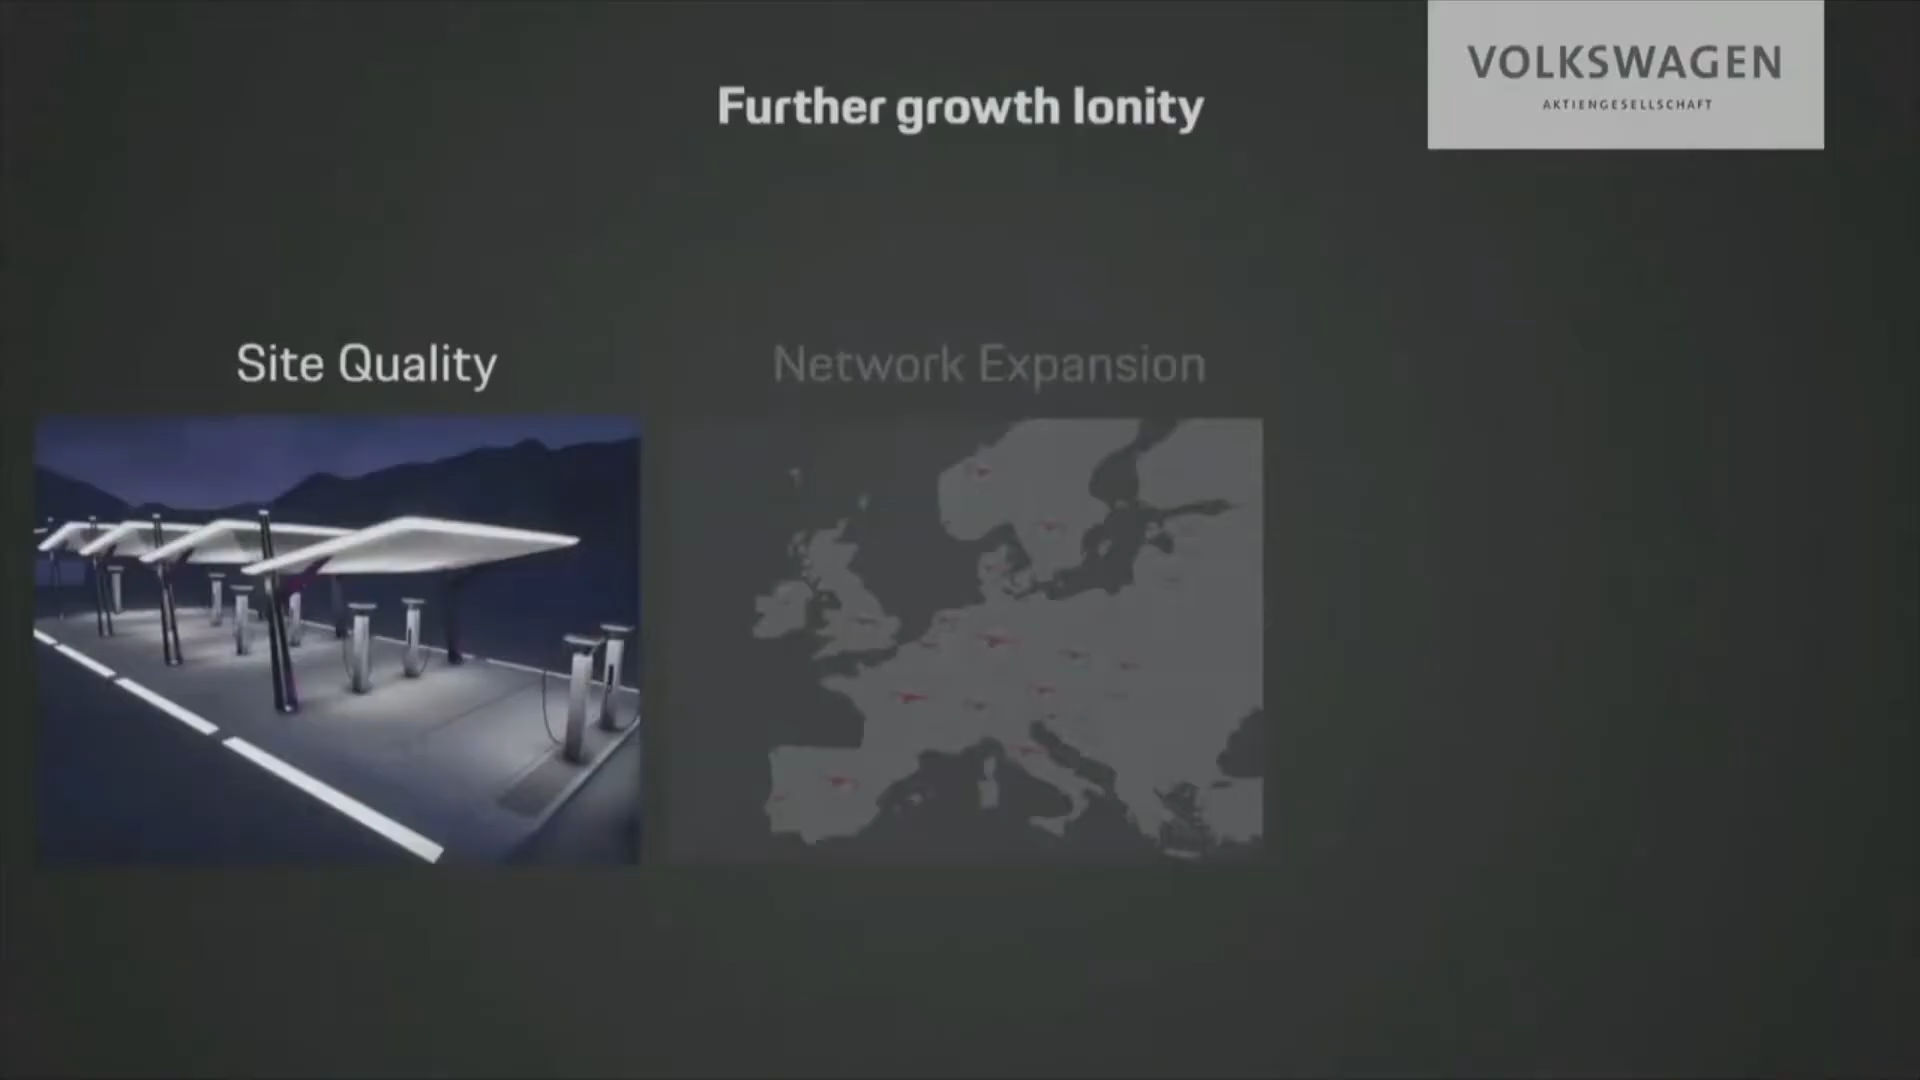 VOLKSWAGEN
AKTIENGESELLSCHAFT
Further growth Ionity
Site Quality
Network Expansion